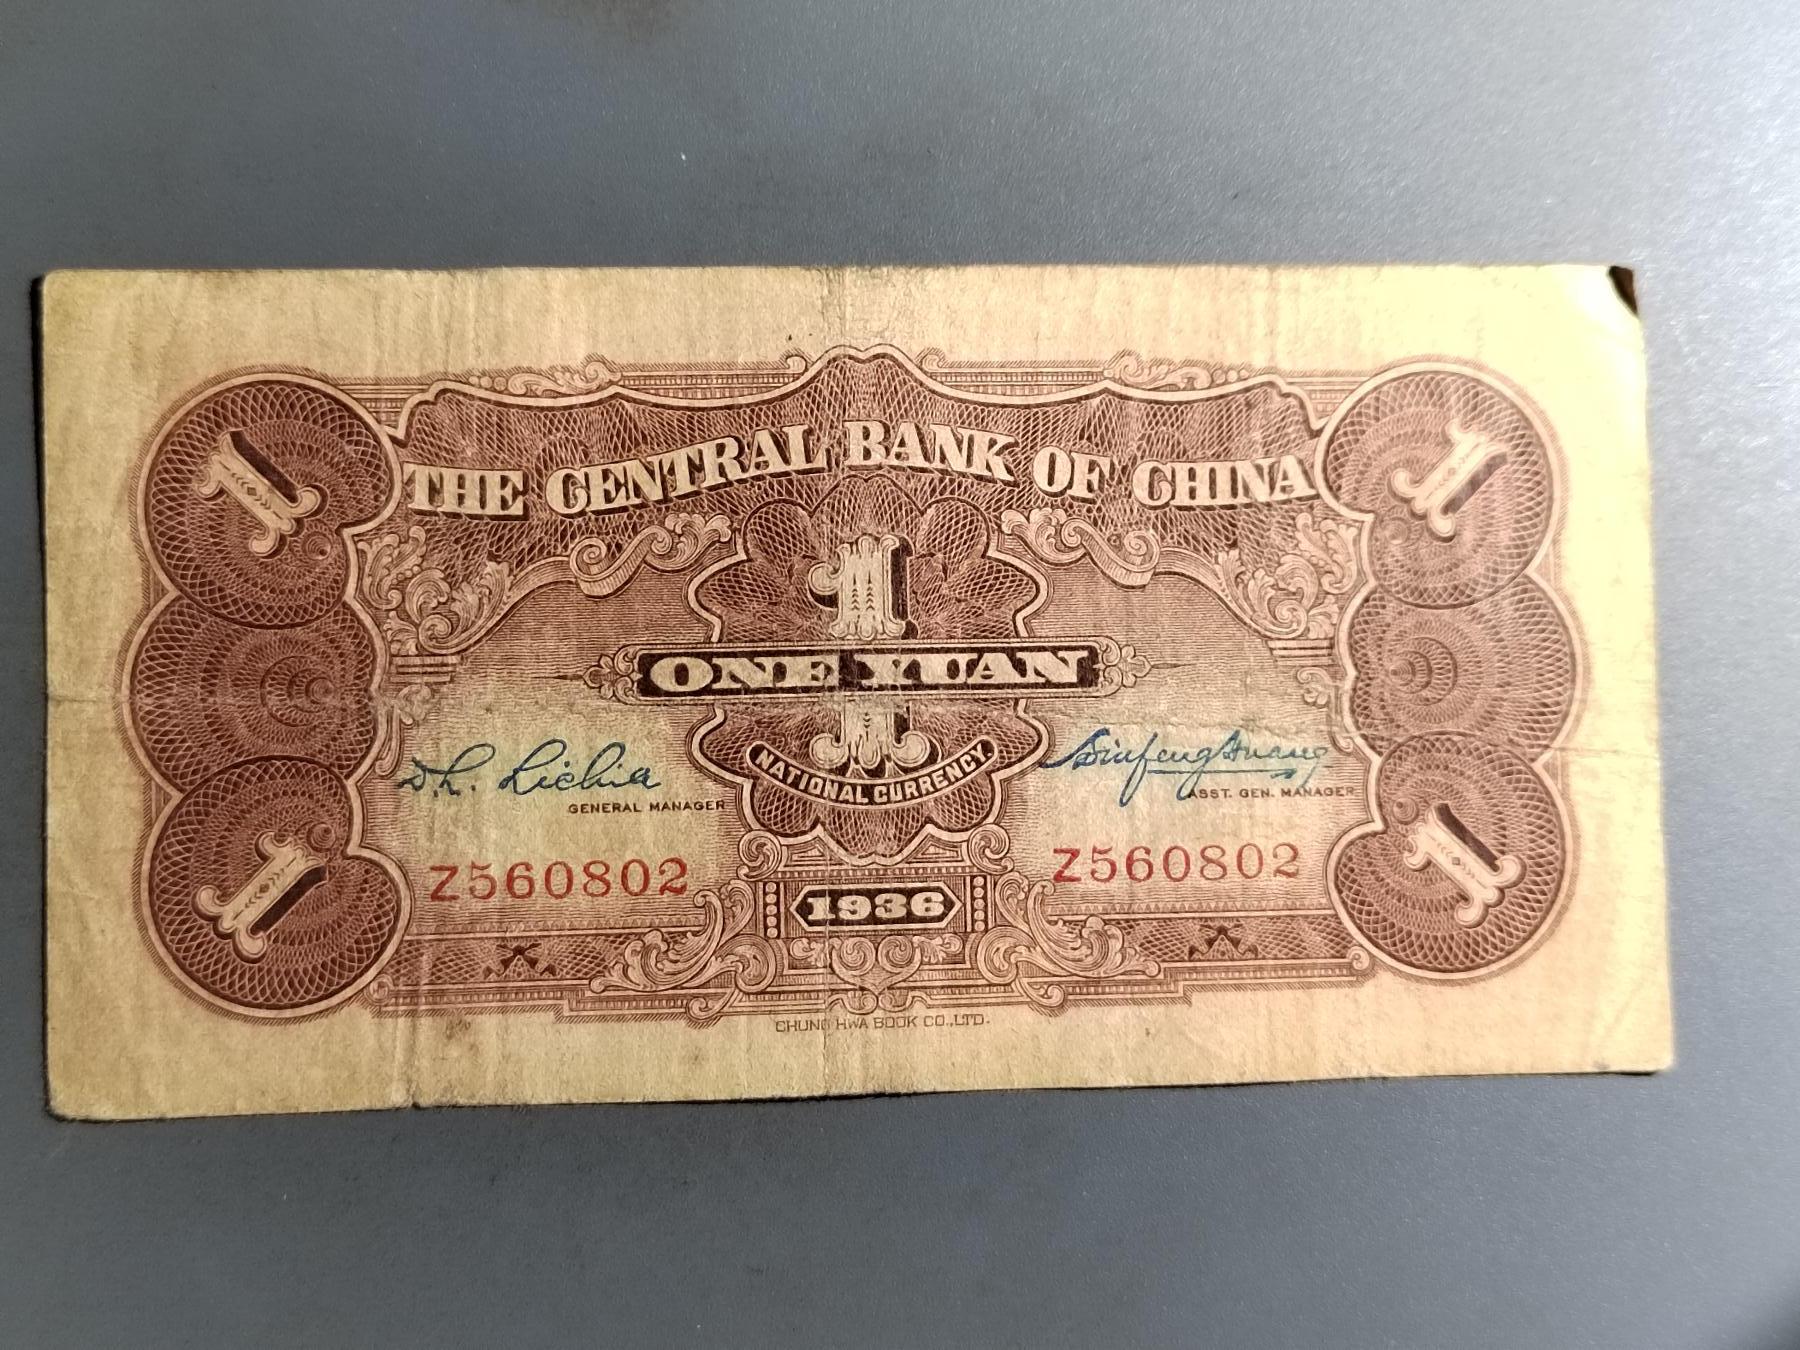 THE CENTRAL BANK OF CHINA
1
1
1
ONE YUAN
NATIONAL CURRENCY
GENERAL MANAGER
ASST. GEN. MANAGER
Z560802
Z560802
1
1
1936
CHUNG HWA BOOK CO.,LTD.